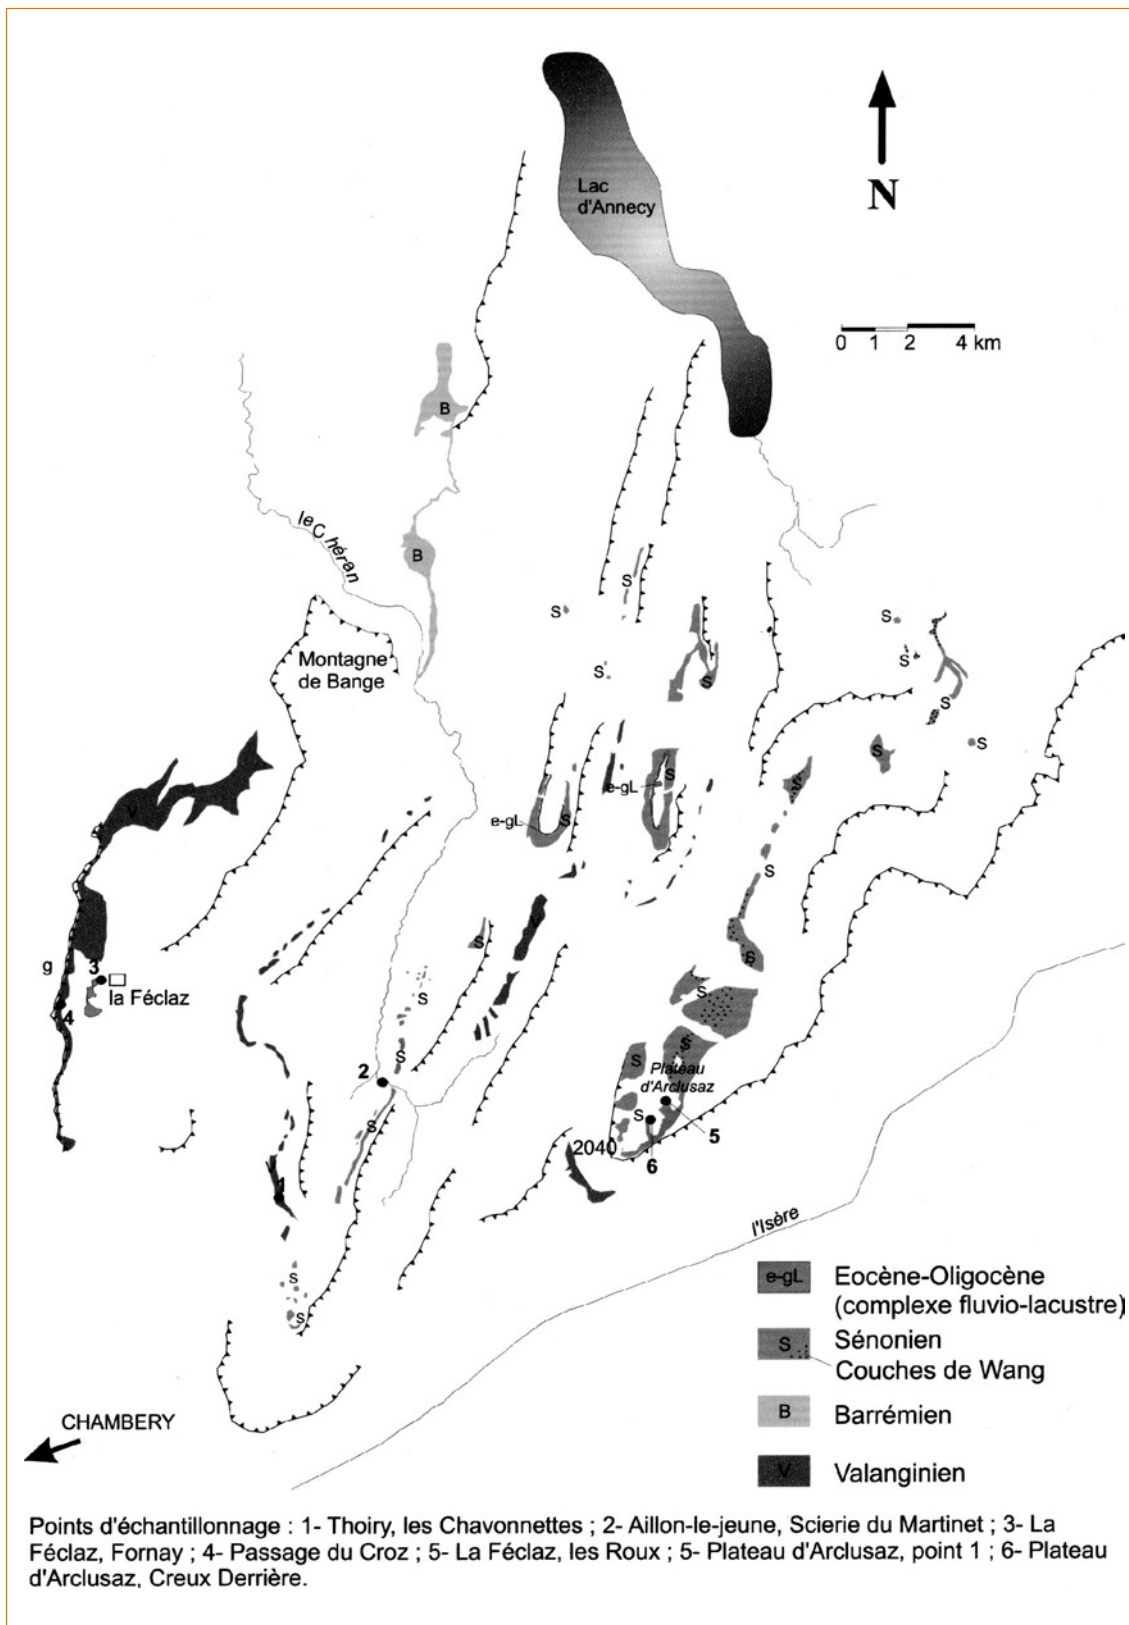 Lac
d'Annecy
N
0 1 2 4 km
B
le Chéran
B
S
S
S
Montagne
de Bange
S
S
S
S
S
S
S
V
e-gL
S
S
e-gL
S
S
V
S
S
g
3
la Féclaz
4
S
S
S
S
S
2
Plateau
d'Arclusaz
S
S
5
2040
6
1
l'Isère
S
S
e-gL
Eocène-Oligocène
(complexe fluvio-lacustre)
S
Sénonien
Couches de Wang
B
Barrémien
V
Valanginien
CHAMBERY
Points d'échantillonnage : 1- Thoiry, les Chavonnettes ; 2- Aillon-le-jeune, Scierie du Martinet ; 3- La
Féclaz, Fornay ; 4- Passage du Croz ; 5- La Féclaz, les Roux ; 5- Plateau d'Arclusaz, point 1 ; 6- Plateau
d'Arclusaz, Creux Derrière.